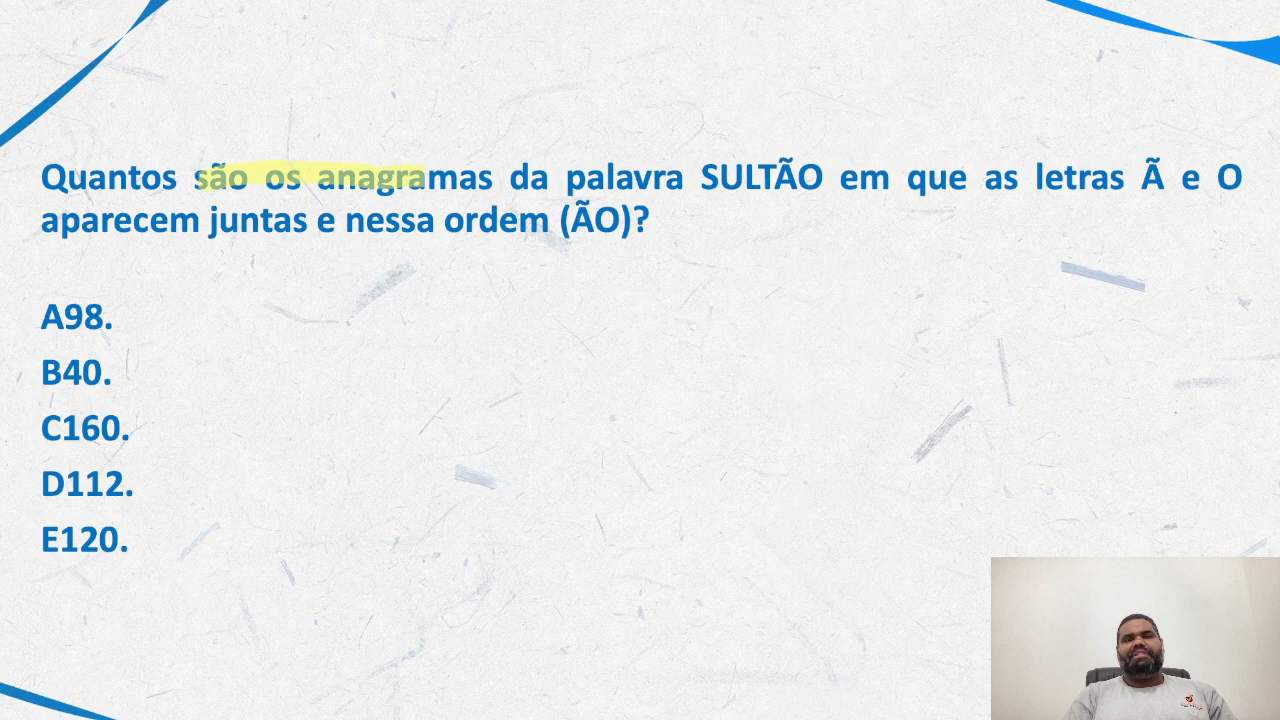 Quantos são os anagramas da palavra SULTÃO em que as letras Ã e O
aparecem juntas e nessa ordem (ÃO)?
A98.
B40.
C160.
D112.
E120.